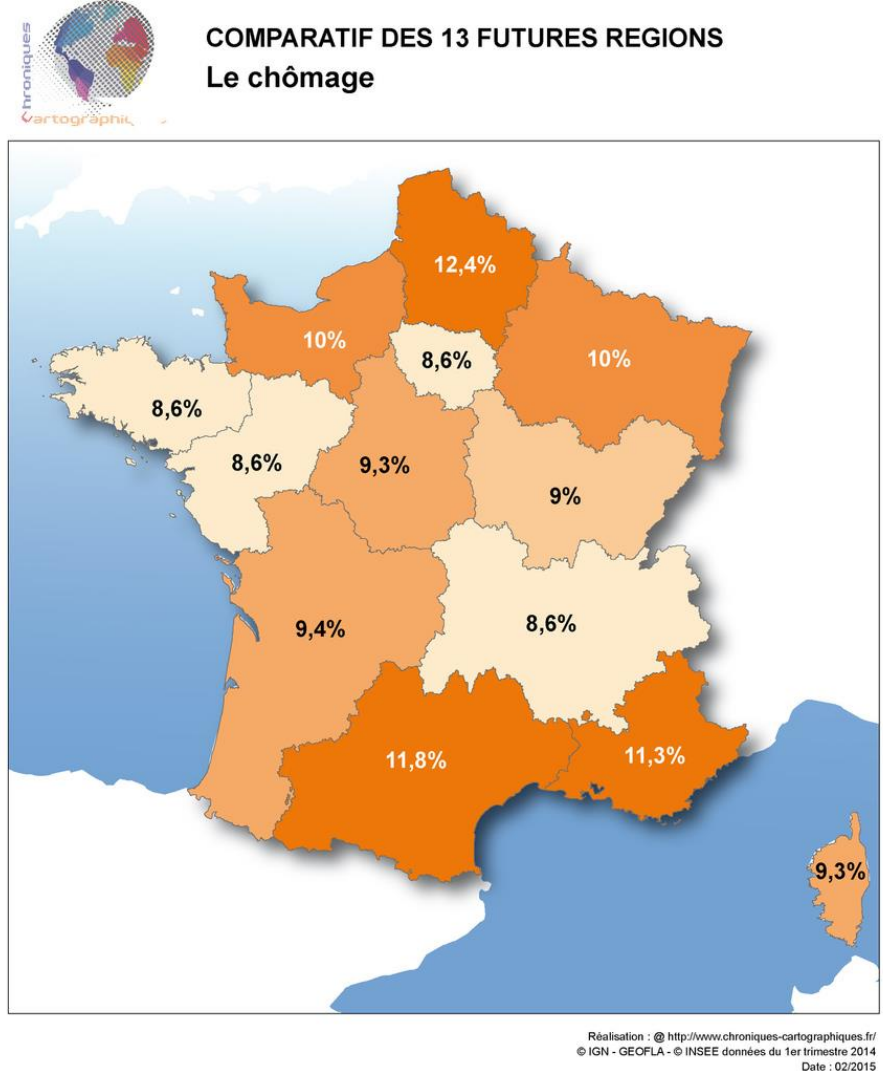 Chroniques
Cartographiq
COMPARATIF DES 13 FUTURES REGIONS
Le chômage
12,4%
10%
8,6%
10%
8,6%
8,6%
9,3%
9%
9,4%
8,6%
11,8%
11,3%
9,3%
Réalisation : @ http://www.chroniques-cartographiques.fr/
© IGN - GEOFLA - © INSEE données du 1er trimestre 2014
Date : 02/2015